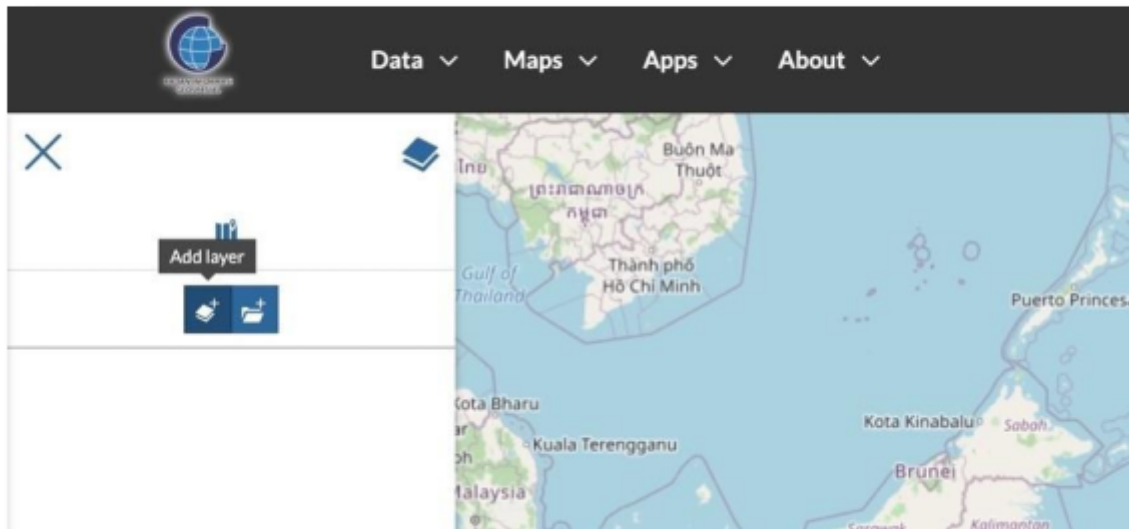 Data
Maps
Apps
About
Add layer
ไทย
Buôn Ma
Thuột
ព្រះរាជាណាចក្រ
កម្ពុជា
Gulf of
Thailand
Thành phố
Hồ Chí Minh
Puerto Princes
Kota Bharu
Kuala Terengganu
Kota Kinabalu
Sabah
Brunei
Malaysia
Sarawak
Kalimantan